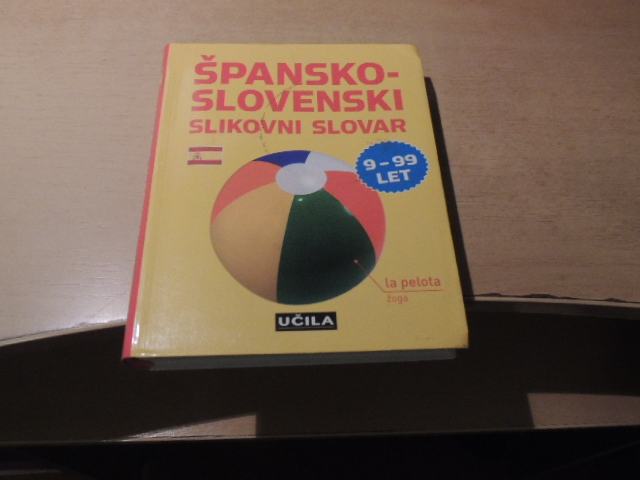 ŠPANSKO-
SLOVENSKI
SLIKOVNI SLOVAR
9-99
LET
la pelota
žoga
UČILA